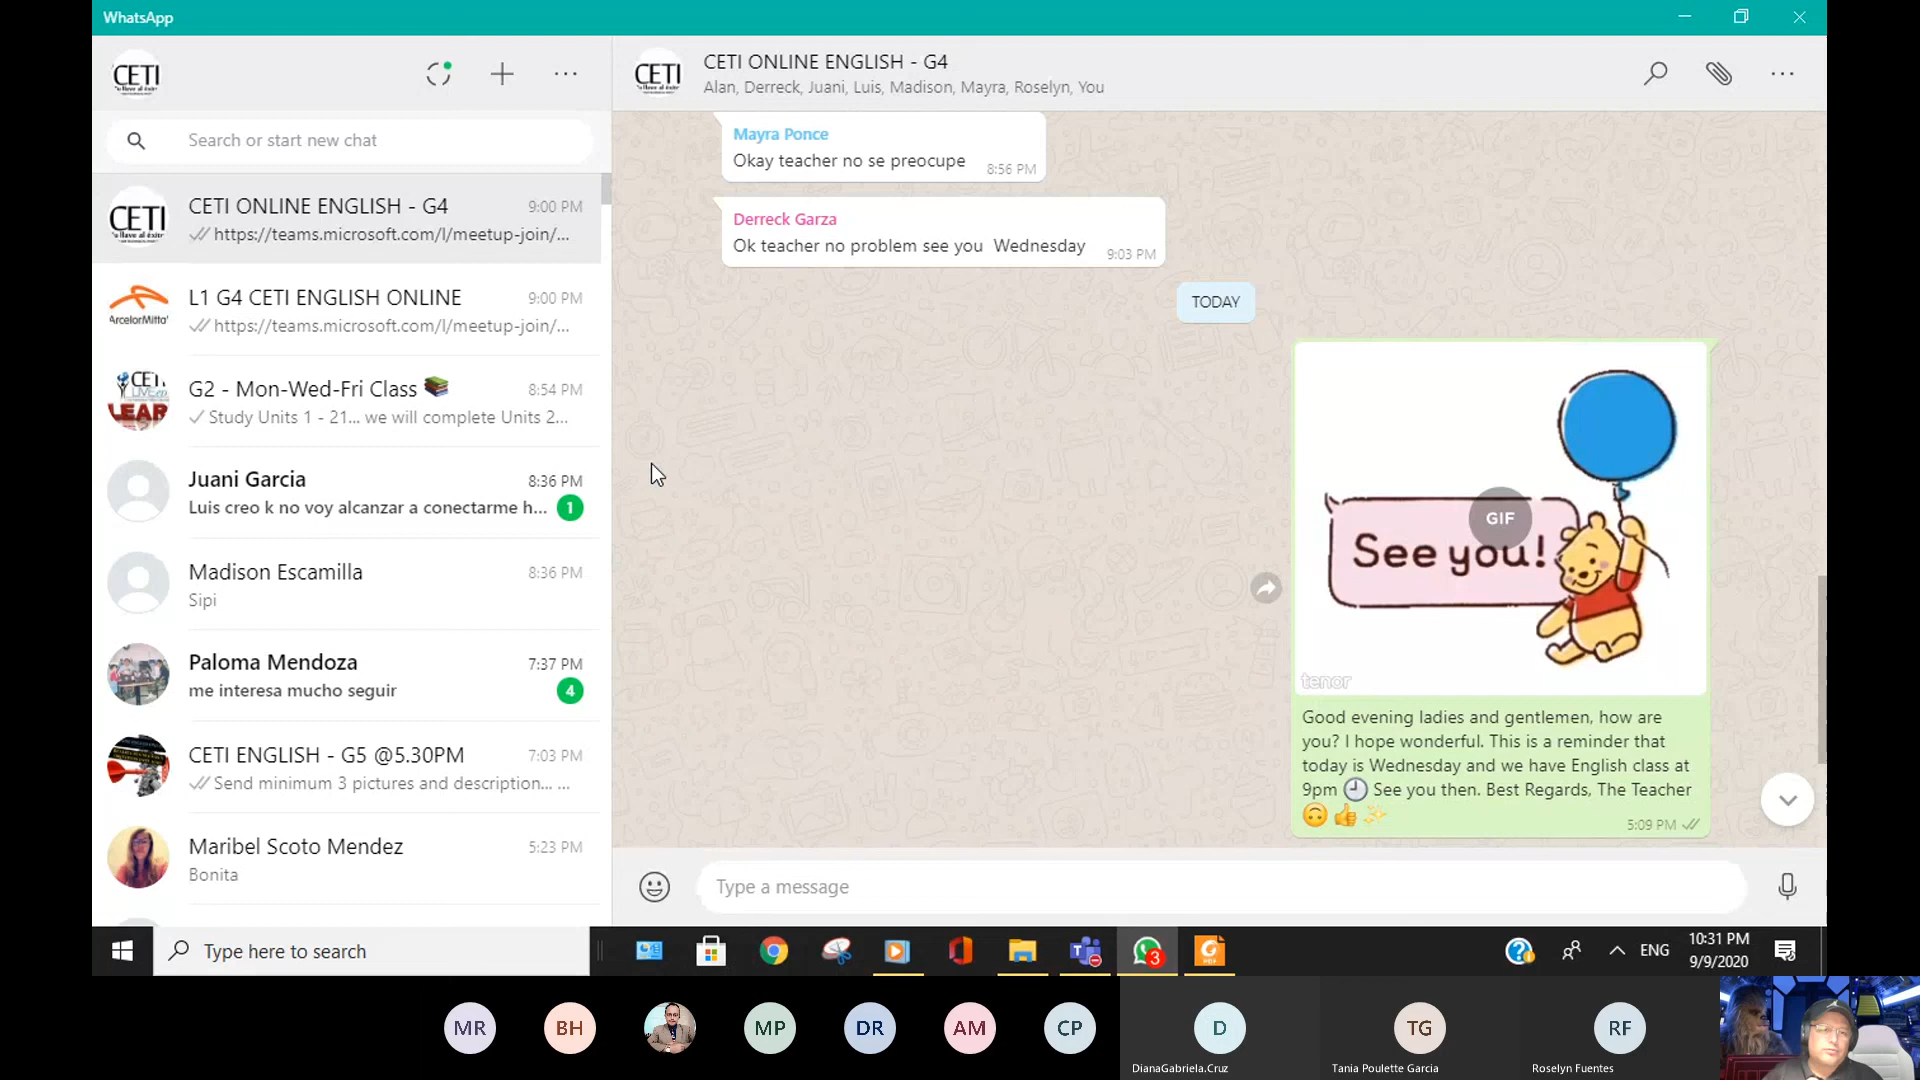 WhatsApp
CETI
CETI ONLINE ENGLISH - G4
Alan, Derreck, Juani, Luis, Madison, Mayra, Roselyn, You
Search or start new chat
CETI
CETI ONLINE ENGLISH - G4
9:00 PM
https://teams.microsoft.com/l/meetup-join/...
ArcelorMittal
L1 G4 CETI ENGLISH ONLINE
9:00 PM
https://teams.microsoft.com/l/meetup-join/...
G2 - Mon-Wed-Fri Class 📚
8:54 PM
Study Units 1 - 21... we will complete Units 2...
Juani Garcia
8:36 PM
Luis creo k no voy alcanzar a conectarme h...
1
Madison Escamilla
8:36 PM
Sipi
Paloma Mendoza
7:37 PM
me interesa mucho seguir
4
CETI ENGLISH - G5 @5.30PM
7:03 PM
Send minimum 3 pictures and description... ...
Maribel Scoto Mendez
5:23 PM
Bonita
CETI
Mayra Ponce
Okay teacher no se preocupe
8:56 PM
Derreck Garza
Ok teacher no problem see you Wednesday
9:03 PM
TODAY
GIF
See you!
tenor
Good evening ladies and gentlemen, how are
you? I hope wonderful. This is a reminder that
today is Wednesday and we have English class at
9pm 🕘 See you then. Best Regards, The Teacher
🙃👍✨
5:09 PM
Type a message
Type here to search
3
ENG
10:31 PM
9/9/2020
MR
BH
MP
DR
AM
CP
D
TG
RF
DianaGabriela.Cruz
Tania Poulette Garcia
Roselyn Fuentes